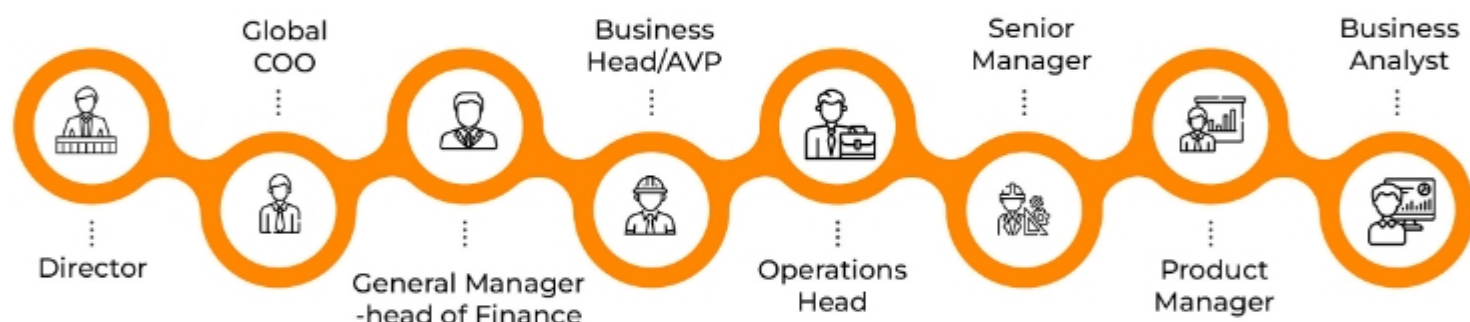 Director
Global
COO
General Manager
-head of Finance
Business
Head/AVP
Operations
Head
Senior
Manager
Product
Manager
Business
Analyst